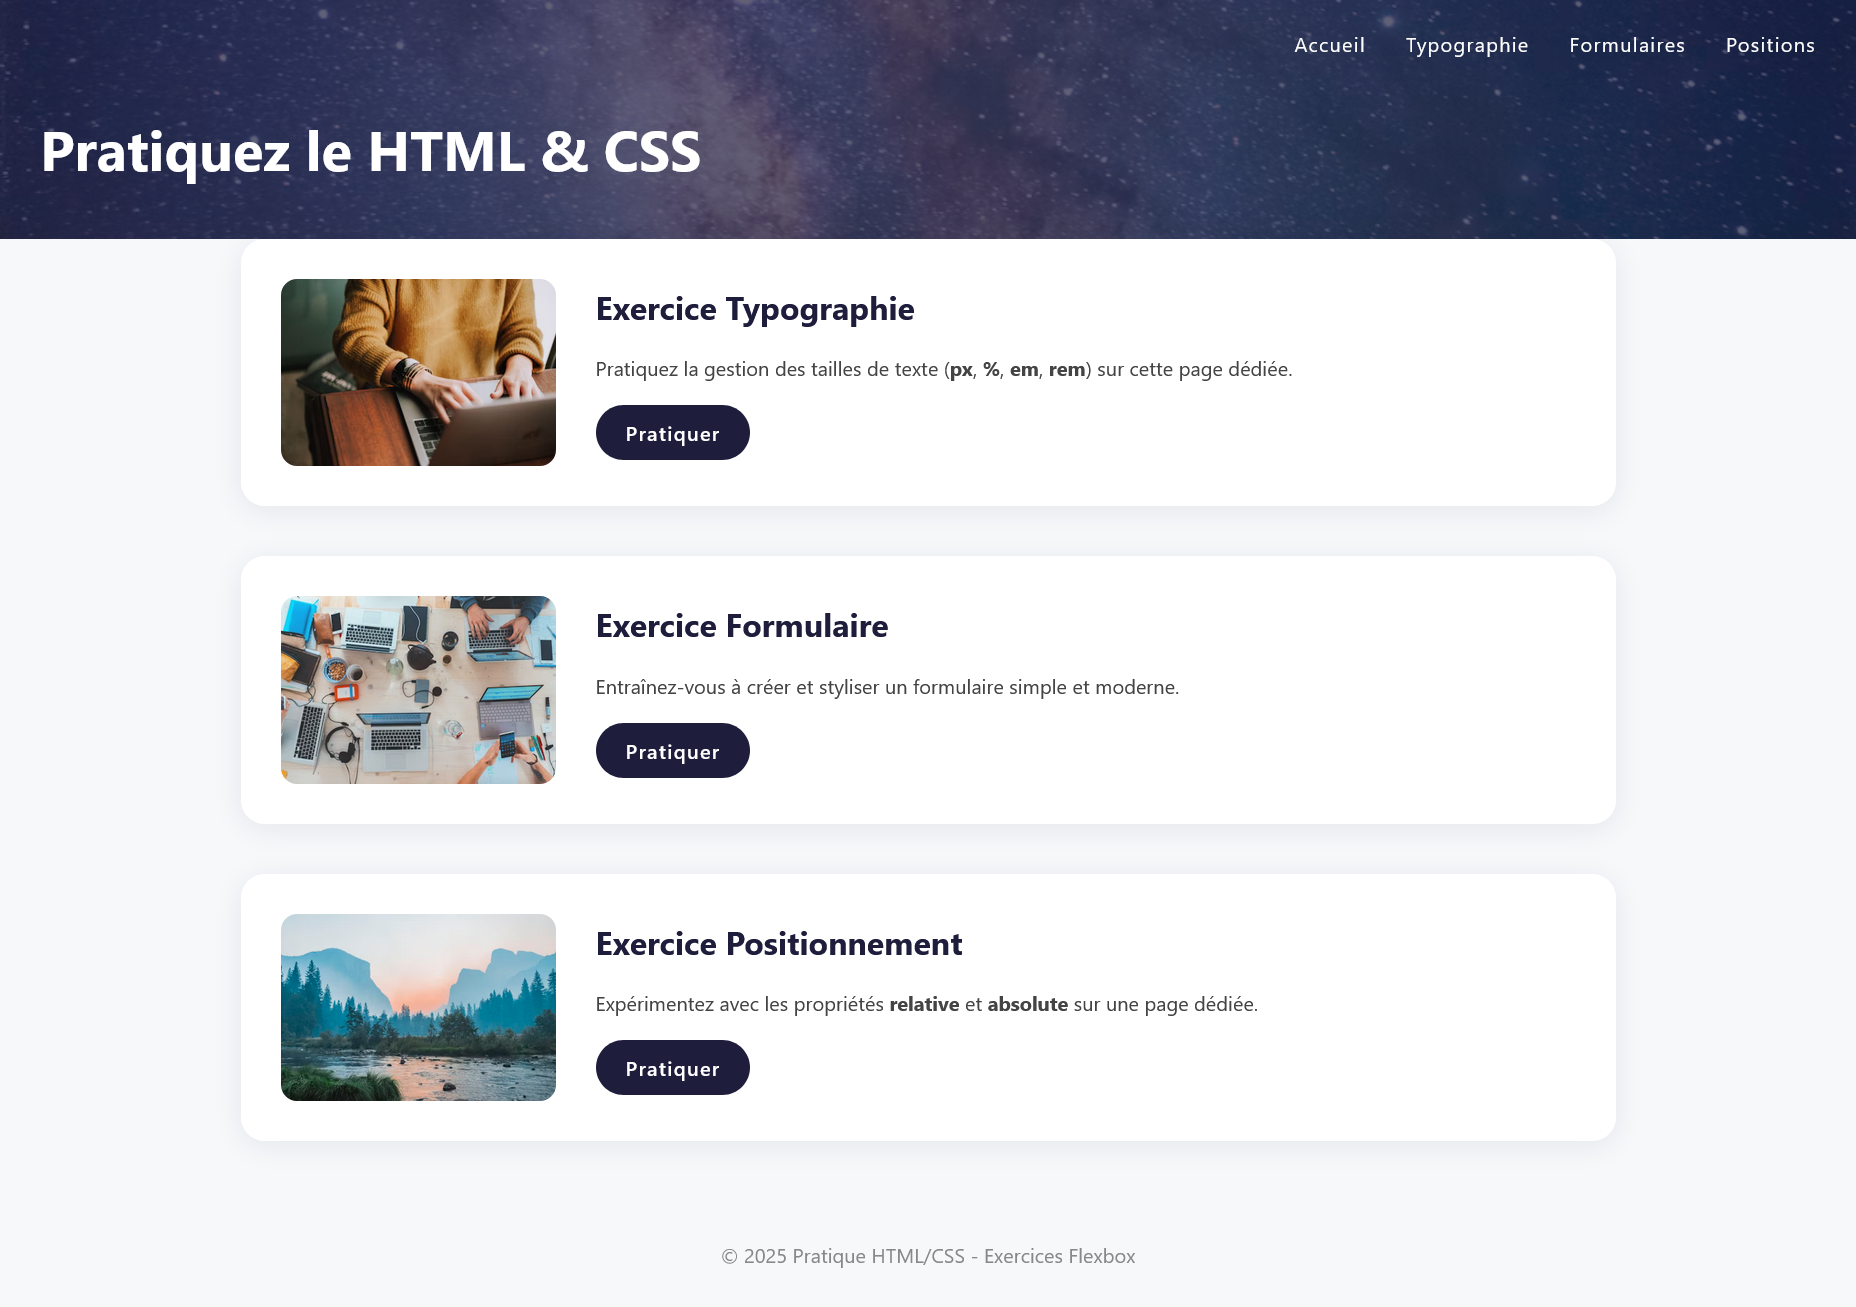 Accueil Typographie Formulaires Positions
Pratiquez le HTML & CSS
Exercice Typographie
Pratiquez la gestion des tailles de texte (px, %, em, rem) sur cette page dédiée.
Pratiquer
Exercice Formulaire
Entraînez-vous à créer et styliser un formulaire simple et moderne.
Pratiquer
Exercice Positionnement
Expérimentez avec les propriétés relative et absolute sur une page dédiée.
Pratiquer
© 2025 Pratique HTML/CSS - Exercices Flexbox